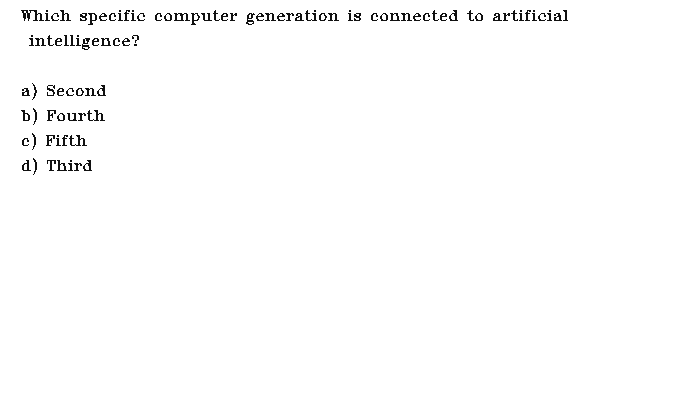 Which specific computer generation is connected to artificial
intelligence?
a) Second
b) Fourth
c) Fifth
d) Third